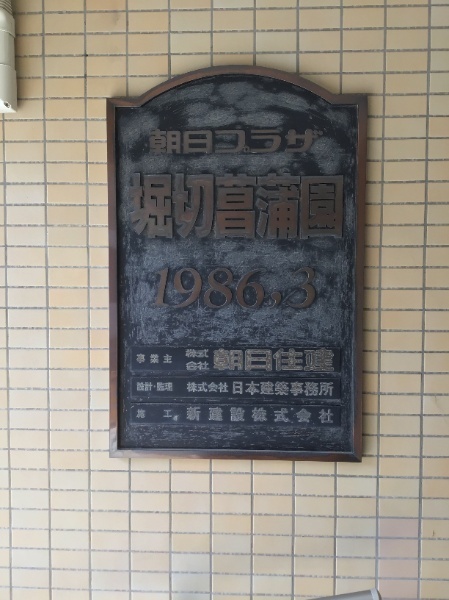 朝日プラザ
堀切菖蒲園
1986,3
事業主 株式会社 朝日住建
設計・監理 株式会社 日本建築事務所
施工 新建設株式会社